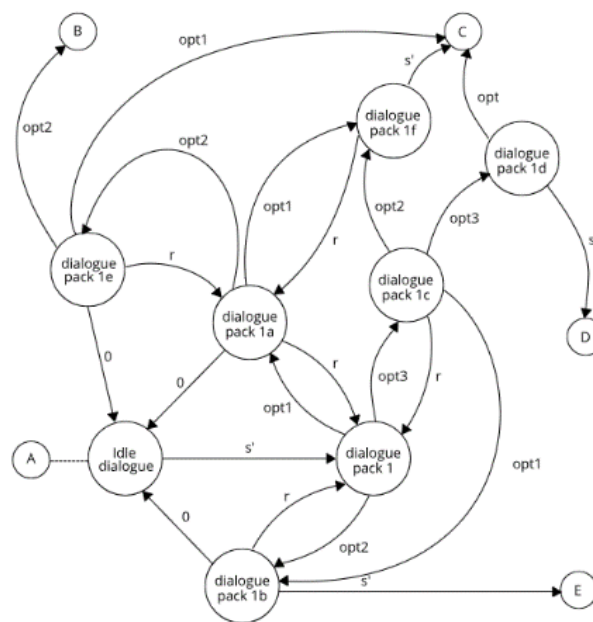 B
C
opt1
s'
opt
opt2
dialogue
pack 1f
opt2
dialogue
pack 1d
opt1
opt2
opt3
s
r
dialogue
pack 1e
r
dialogue
pack 1c
dialogue
pack 1a
D
0
r
0
opt3
r
opt1
A
Idle
dialogue
s'
dialogue
pack 1
opt1
r
0
opt2
dialogue
pack 1b
s'
E